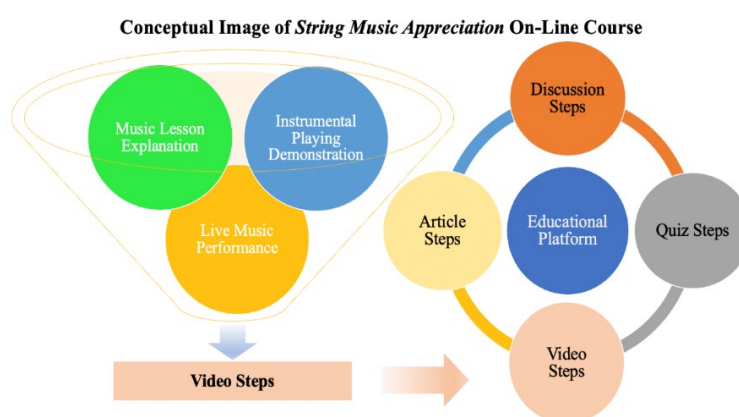 Conceptual Image of String Music Appreciation On-Line Course
Music Lesson
Explanation
Instrumental
Playing
Demonstration
Live Music
Performance
Video Steps
Discussion
Steps
Article
Steps
Educational
Platform
Quiz Steps
Video
Steps